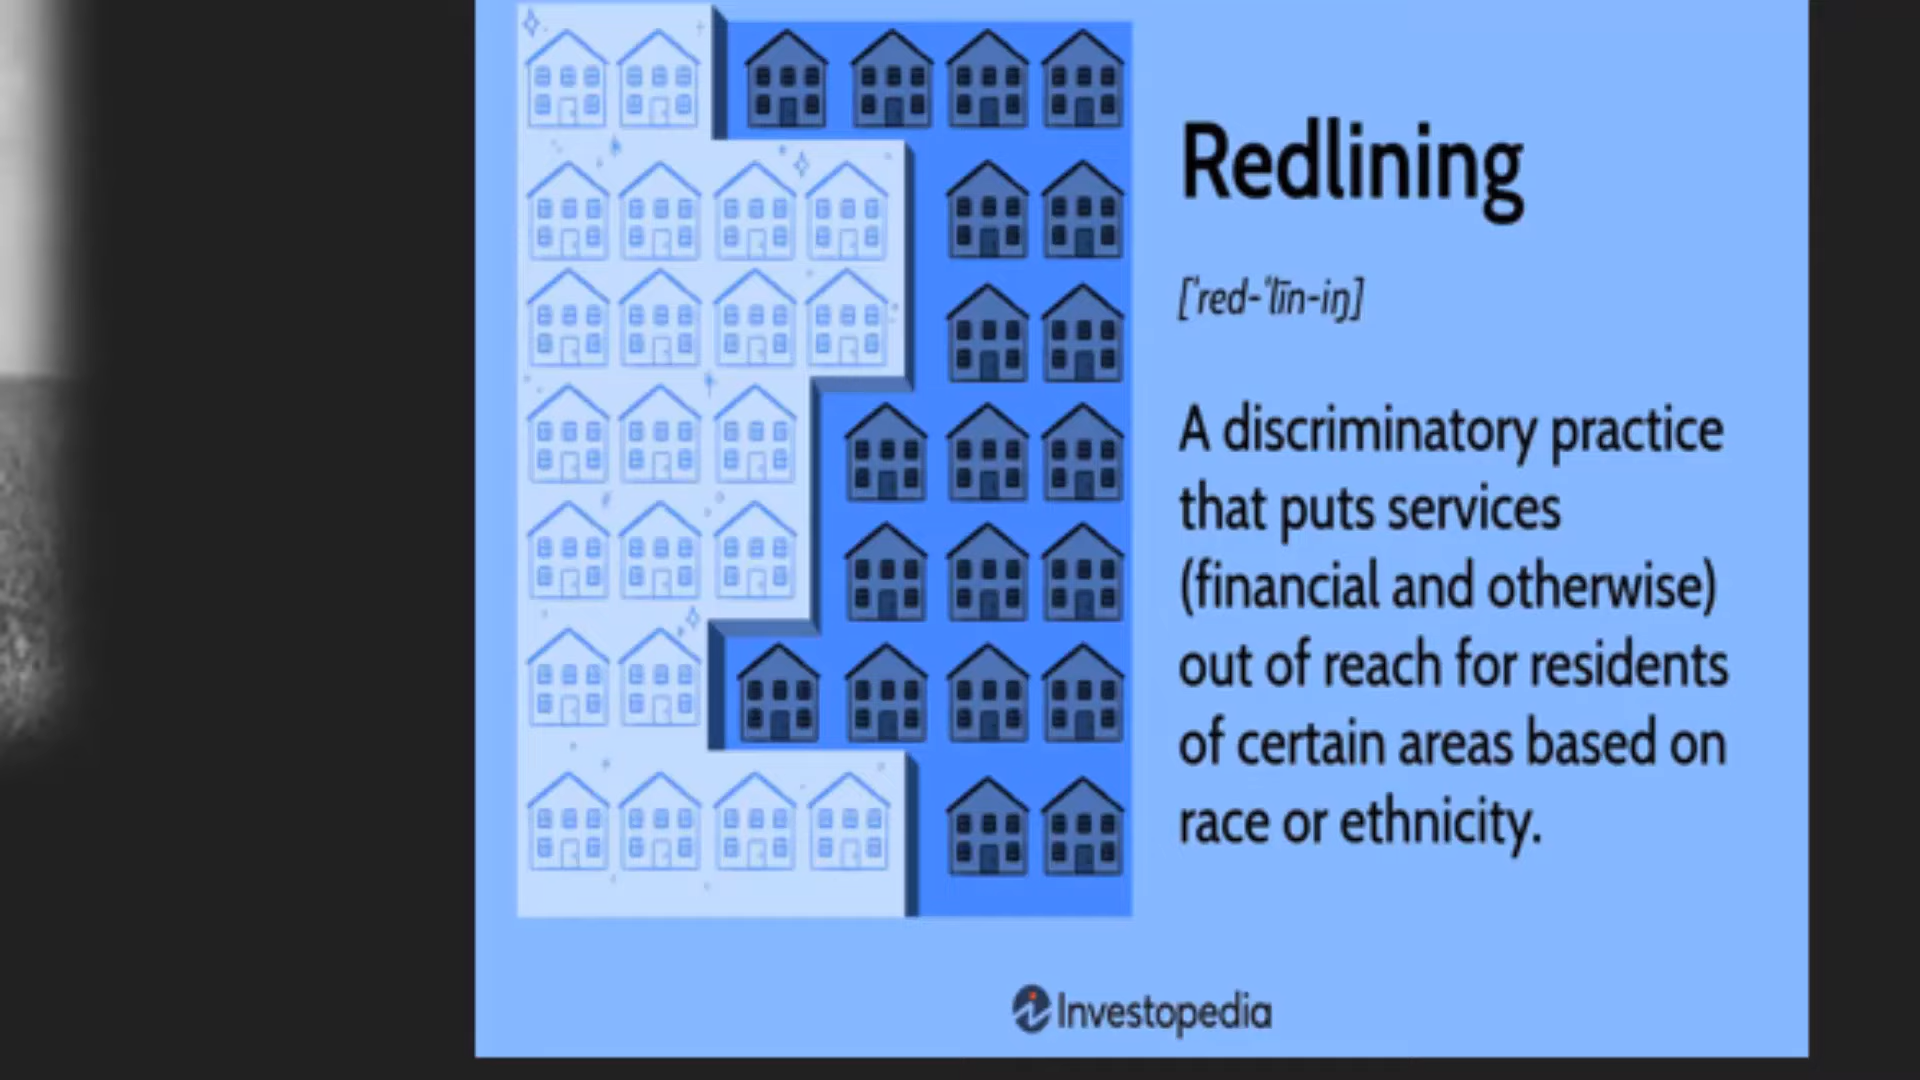 Redlining
['red-'līn-iŋ]
A discriminatory practice
that puts services
(financial and otherwise)
out of reach for residents
of certain areas based on
race or ethnicity.
Investopedia